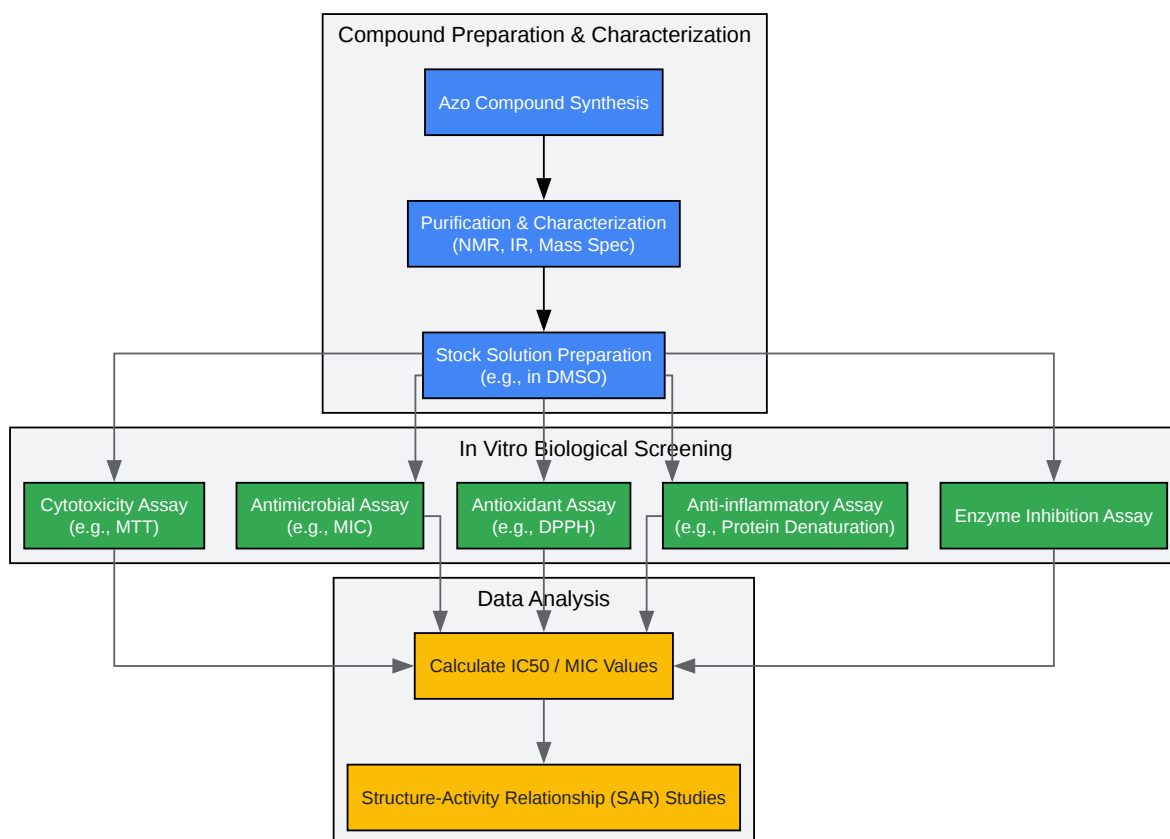 Compound Preparation & Characterization
Azo Compound Synthesis
Purification & Characterization
(NMR, IR, Mass Spec)
Stock Solution Preparation
(e.g., in DMSO)
In Vitro Biological Screening
Cytotoxicity Assay
(e.g., MTT)
Antimicrobial Assay
(e.g., MIC)
Antioxidant Assay
(e.g., DPPH)
Anti-inflammatory Assay
(e.g., Protein Denaturation)
Enzyme Inhibition Assay
Data Analysis
Calculate IC50 / MIC Values
Structure-Activity Relationship (SAR) Studies